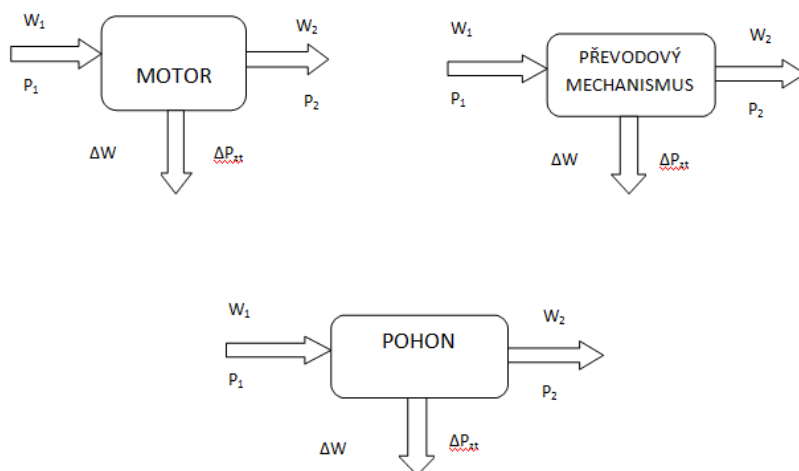 W₁
W₂
MOTOR
P₁
P₂
ΔW
ΔPzt
W₁
W₂
PŘEVODOVÝ
MECHANISMUS
P₁
P₂
ΔW
ΔPzt
W₁
W₂
POHON
P₁
P₂
ΔW
ΔPzt